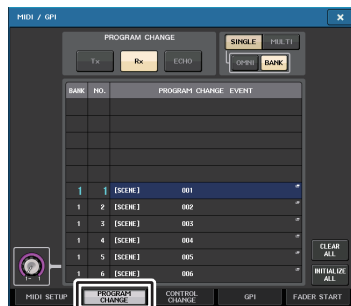 MIDI / GPI
PROGRAM CHANGE
Tx Rx ECHO
SINGLE MULTI
OMNI BANK
BANK NO. PROGRAM CHANGE EVENT
1 1 [SCENE] 001
1 2 [SCENE] 002
1 3 [SCENE] 003
1 4 [SCENE] 004
1 5 [SCENE] 005
1 6 [SCENE] 006
CLEAR ALL
INITIALIZE ALL
1- 1
MIDI SETUP PROGRAM CHANGE CONTROL CHANGE GPI FADER START